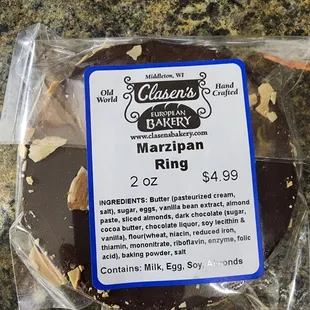 Middleton, WI
Old World
Clasen's
Hand Crafted
EUROPEAN
BAKERY
www.clasensbakery.com
Marzipan
Ring
2 oz $4.99
INGREDIENTS: Butter (pasteurized cream,
salt), sugar, eggs, vanilla bean extract, almond
paste, sliced almonds, dark chocolate (sugar,
cocoa butter, chocolate liquor, soy lecithin &
vanilla), flour(wheat, niacin, reduced iron,
thiamin, mononitrate, riboflavin, enzyme, folic
acid), baking powder, salt
Contains: Milk, Egg, Soy, Almonds